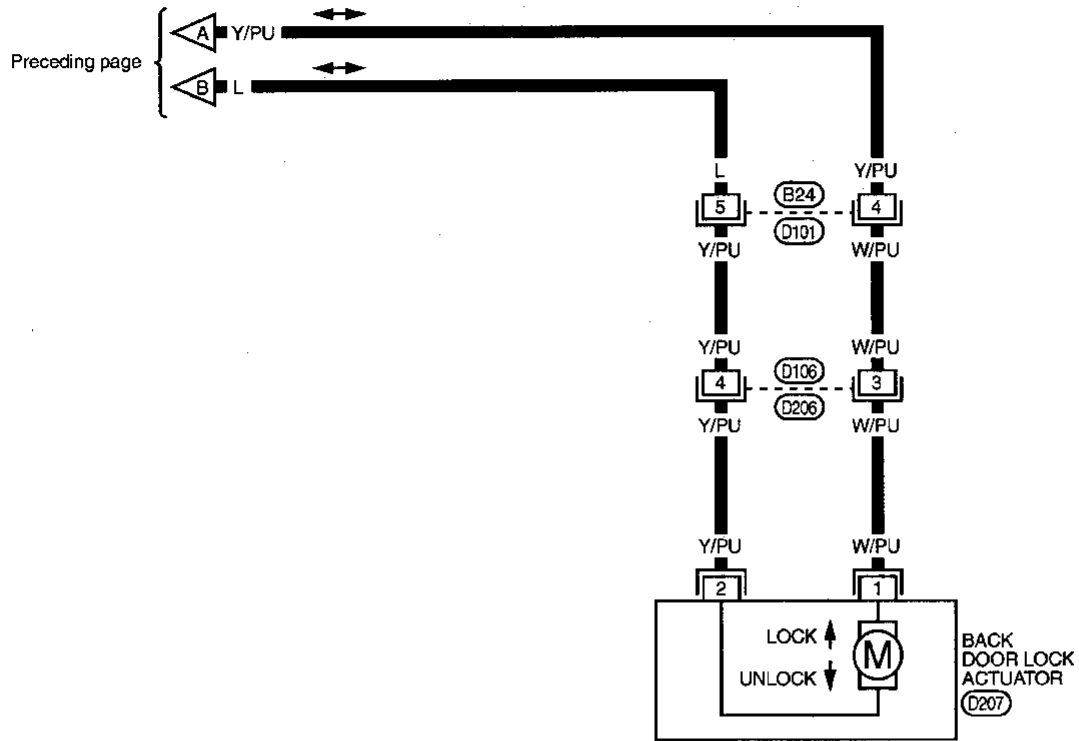 Preceding page
A Y/PU
B L
L Y/PU
5 B24 4
D101
Y/PU W/PU
Y/PU W/PU
4 D106 3
D206
Y/PU W/PU
Y/PU W/PU
2 1
LOCK
UNLOCK
M
BACK
DOOR LOCK
ACTUATOR
D207